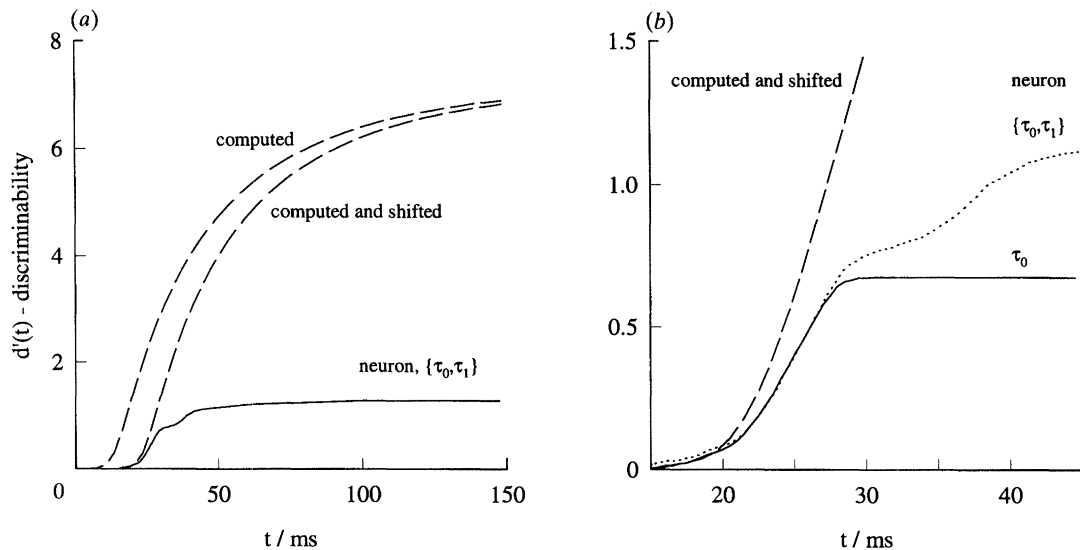 (a)
8
6
4
2
0
50
100
150
d'(t) - discriminability
t / ms
computed
computed and shifted
neuron, {τ₀,τ₁}
(b)
1.5
1.0
0.5
0
20
30
40
t / ms
computed and shifted
neuron
{τ₀,τ₁}
τ₀